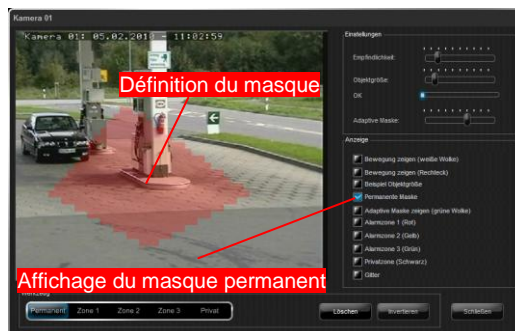 Kamera 01
Kamera 01: 05.02.2010 - 11:02:59
Définition du masque
Affichage du masque permanent
Einstellungen
Empfindlichkeit:
Objektgröße:
OK
Adaptive Maske:
Anzeige
Bewegung zeigen (weiße Wolke)
Bewegung zeigen (Rechteck)
Beispiel Objektgröße
Permanente Maske
Adaptive Maske zeigen (grüne Wolke)
Alarmzone 1 (Rot)
Alarmzone 2 (Gelb)
Alarmzone 3 (Grün)
Privatzone (Schwarz)
Gitter
Werkzeug
Permanent Zone 1 Zone 2 Zone 3 Privat
Löschen Invertieren Schließen